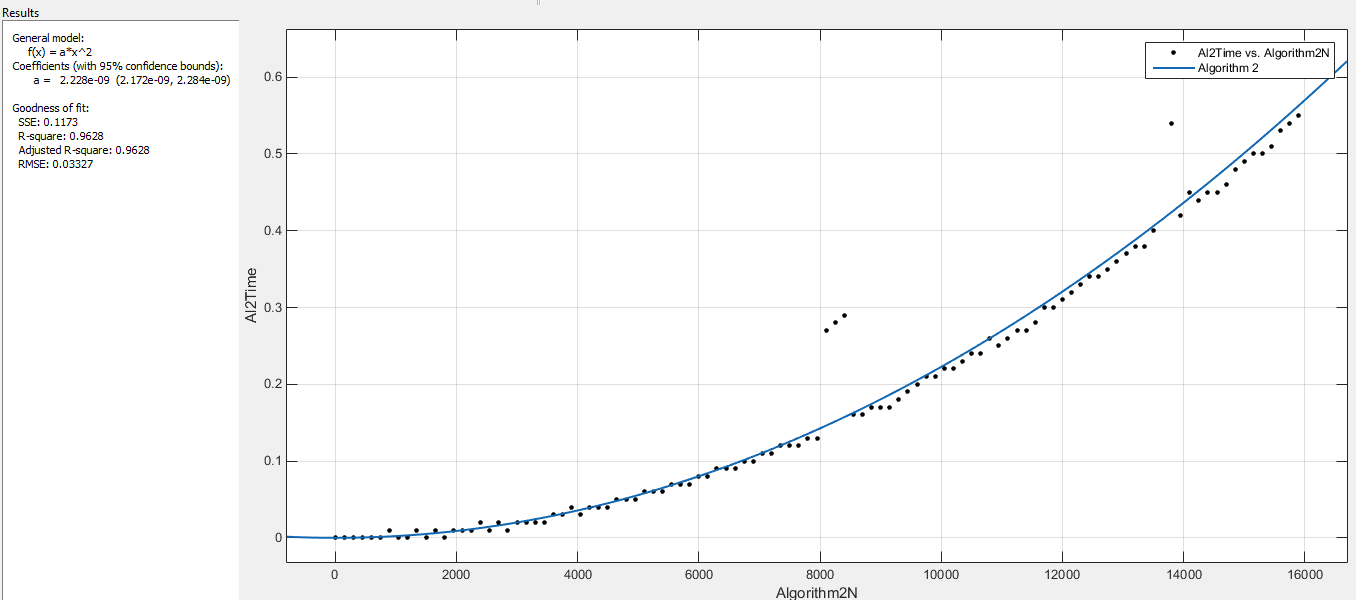 Results
General model:
f(x) = a*x^2
Coefficients (with 95% confidence bounds):
a = 2.228e-09 (2.172e-09, 2.284e-09)
Goodness of fit:
SSE: 0.1173
R-square: 0.9628
Adjusted R-square: 0.9628
RMSE: 0.03327
Al2Time vs. Algorithm2N
Algorithm 2
0.6
0.5
0.4
0.3
0.2
0.1
0
Al2Time
0 2000 4000 6000 8000 10000 12000 14000 16000
Algorithm2N